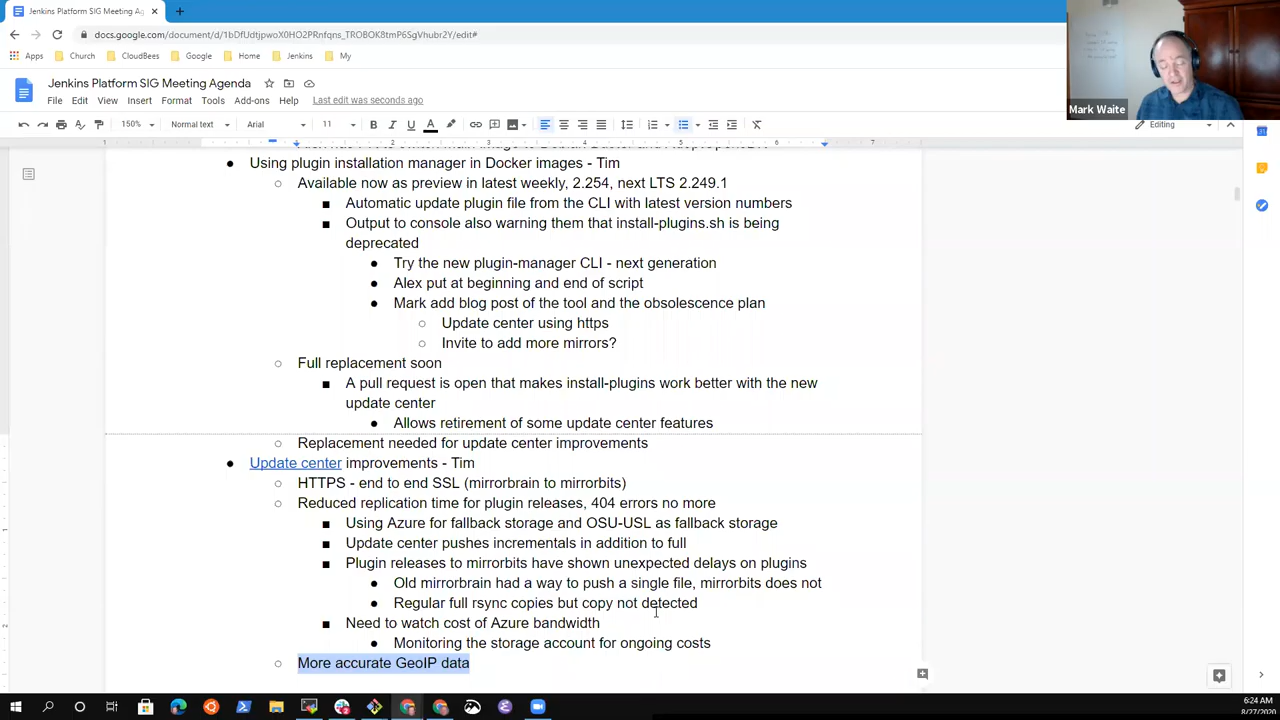 Jenkins Platform SIG Meeting Ag
docs.google.com/document/d/1bDfUdtjpwoX0HO2PRnfqns_TROBOK8tmP6SgVhubr2Y/edit#
Apps Church CloudBees Google Home Jenkins My
Jenkins Platform SIG Meeting Agenda
File Edit View Insert Format Tools Add-ons Help Last edit was seconds ago
Mark Waite
150% Normal text Arial 11 Editing
1 2 3 4 5 6 7
Using plugin installation manager in Docker images - Tim
Available now as preview in latest weekly, 2.254, next LTS 2.249.1
Automatic update plugin file from the CLI with latest version numbers
Output to console also warning them that install-plugins.sh is being
deprecated
Try the new plugin-manager CLI - next generation
Alex put at beginning and end of script
Mark add blog post of the tool and the obsolescence plan
Update center using https
Invite to add more mirrors?
Full replacement soon
A pull request is open that makes install-plugins work better with the new
update center
Allows retirement of some update center features
Replacement needed for update center improvements
Update center improvements - Tim
HTTPS - end to end SSL (mirrorbrain to mirrorbits)
Reduced replication time for plugin releases, 404 errors no more
Using Azure for fallback storage and OSU-USL as fallback storage
Update center pushes incrementals in addition to full
Plugin releases to mirrorbits have shown unexpected delays on plugins
Old mirrorbrain had a way to push a single file, mirrorbits does not
Regular full rsync copies but copy not detected
Need to watch cost of Azure bandwidth
Monitoring the storage account for ongoing costs
More accurate GeoIP data
6:24 AM
8/27/2020